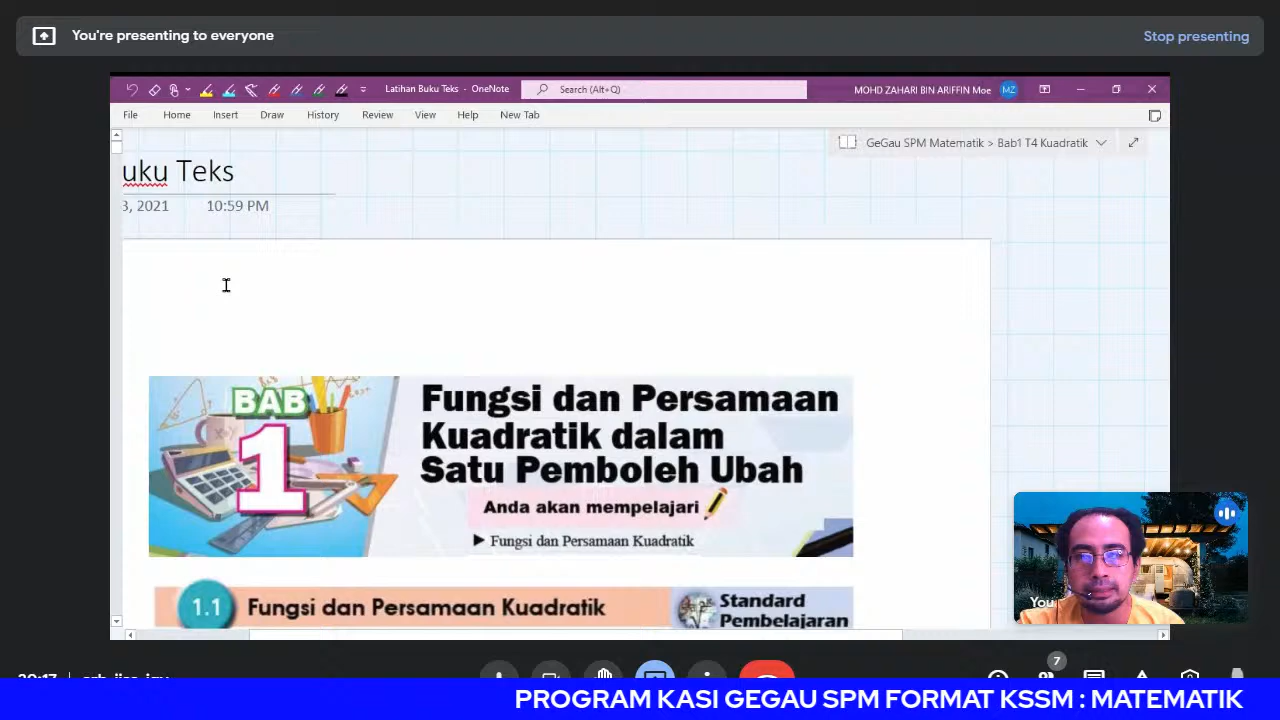 You're presenting to everyone
Stop presenting
Latihan Buku Teks - OneNote
Search (Alt+Q)
MOHD ZAHARI BIN ARIFFIN Moe
MZ
File Home Insert Draw History Review View Help New Tab
GeGau SPM Matematik > Bab1 T4 Kuadratik
uku Teks
3, 2021 10:59 PM
BAB
1
Fungsi dan Persamaan
Kuadratik dalam
Satu Pemboleh Ubah
Anda akan mempelajari
► Fungsi dan Persamaan Kuadratik
1.1 Fungsi dan Persamaan Kuadratik
Standard
Pembelajaran
You
7
PROGRAM KASI GEGAU SPM FORMAT KSSM : MATEMATIK